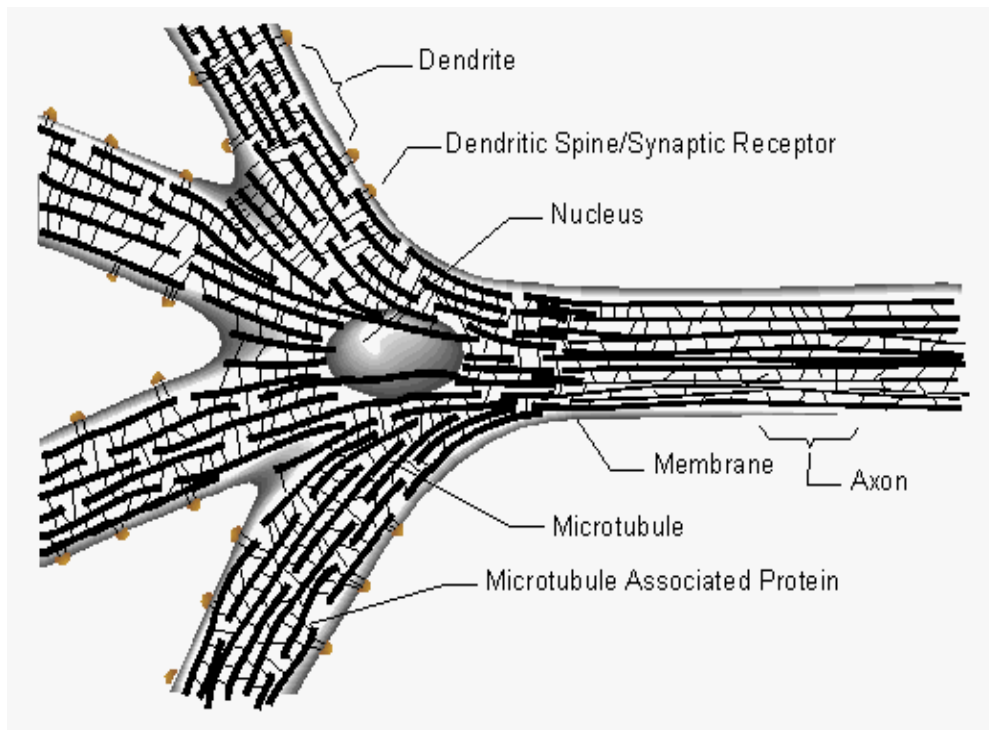 Dendrite
Dendritic Spine/Synaptic Receptor
Nucleus
Membrane
Axon
Microtubule
Microtubule Associated Protein